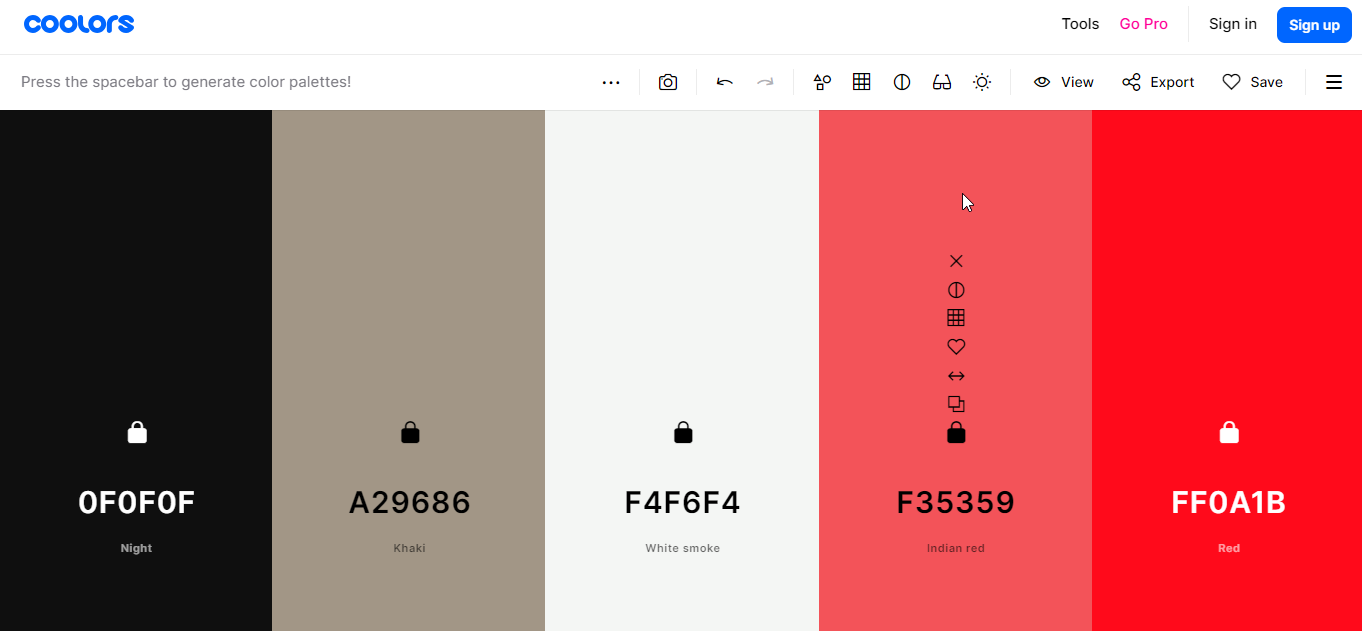 coolors
Tools Go Pro Sign in Sign up
Press the spacebar to generate color palettes!
View Export Save
0F0F0F A29686 F4F6F4 F35359 FF0A1B
Night Khaki White smoke Indian red Red